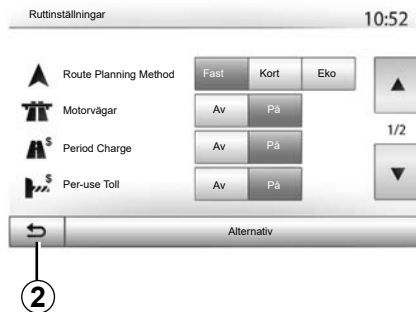 Ruttinställningar 10:52
Route Planning Method Fast Kort Eko
Motorvägar Av På
1/2
Period Charge Av På
Per-use Toll Av På
Alternativ
2